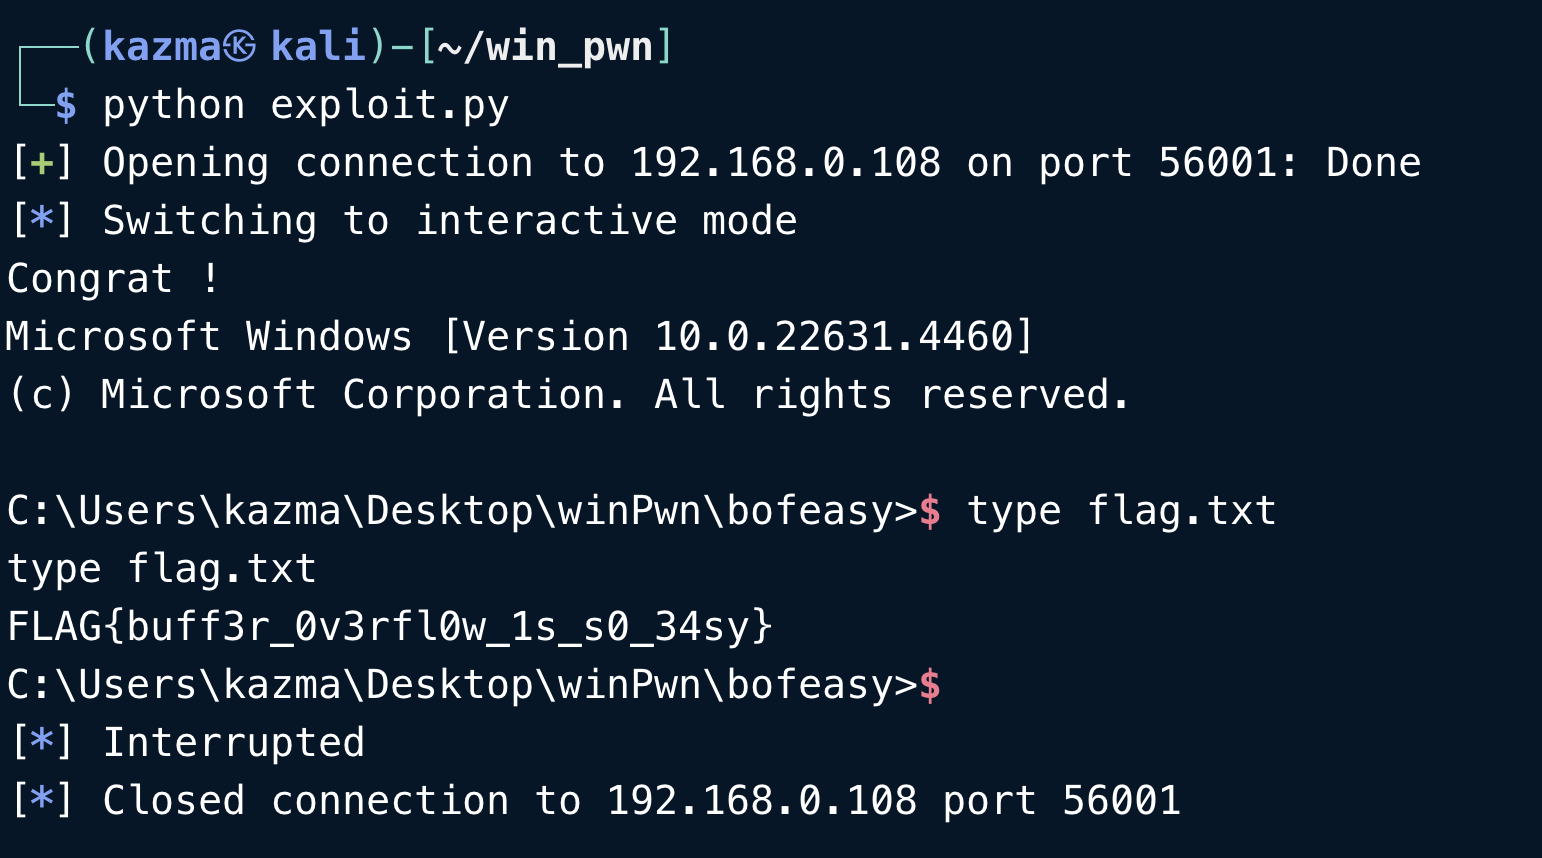 ┌──(kazma㉿kali)-[~/win_pwn]
└─$ python exploit.py
[+] Opening connection to 192.168.0.108 on port 56001: Done
[*] Switching to interactive mode
Congrat !
Microsoft Windows [Version 10.0.22631.4460]
(c) Microsoft Corporation. All rights reserved.

C:\Users\kazma\Desktop\winPwn\bofeasy>$ type flag.txt
type flag.txt
FLAG{buff3r_0v3rfl0w_1s_s0_34sy}
C:\Users\kazma\Desktop\winPwn\bofeasy>$
[*] Interrupted
[*] Closed connection to 192.168.0.108 port 56001